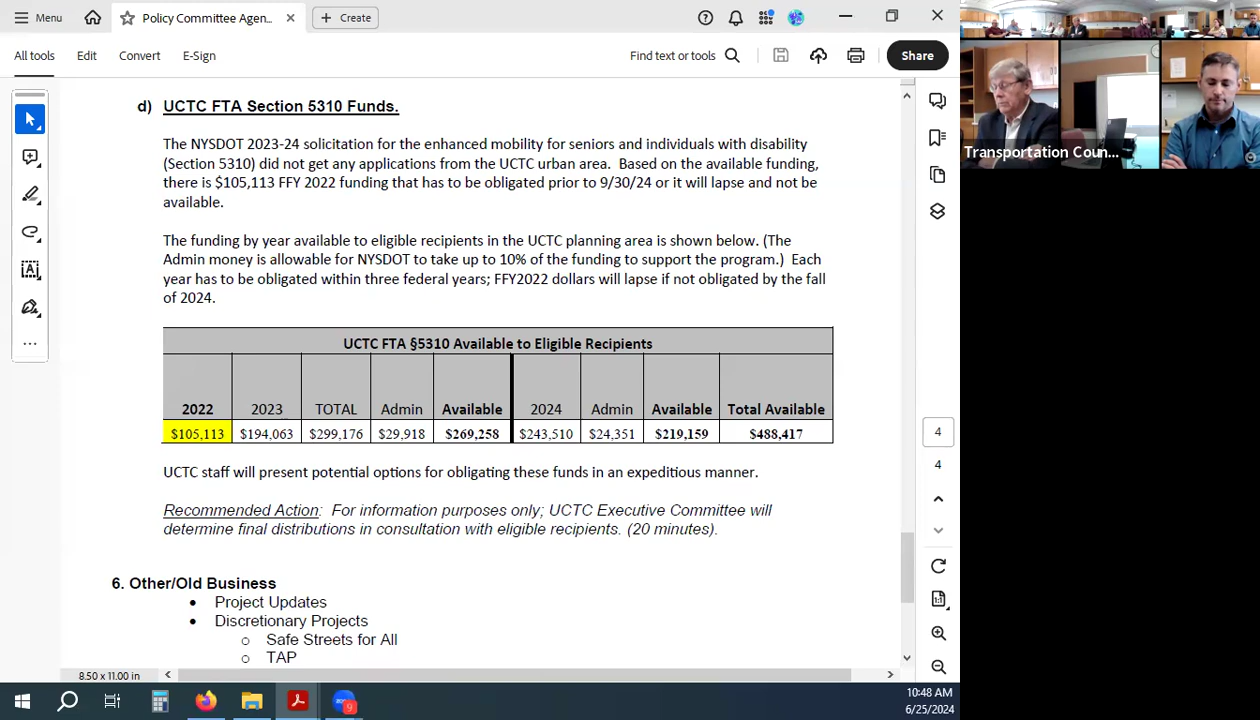 Menu
Policy Committee Agen...
Create
All tools
Edit
Convert
E-Sign
Find text or tools
Share
d) UCTC FTA Section 5310 Funds.
The NYSDOT 2023-24 solicitation for the enhanced mobility for seniors and individuals with disability
(Section 5310) did not get any applications from the UCTC urban area. Based on the available funding,
there is $105,113 FFY 2022 funding that has to be obligated prior to 9/30/24 or it will lapse and not be
available.
The funding by year available to eligible recipients in the UCTC planning area is shown below. (The
Admin money is allowable for NYSDOT to take up to 10% of the funding to support the program.) Each
year has to be obligated within three federal years; FFY2022 dollars will lapse if not obligated by the fall
of 2024.
UCTC FTA §5310 Available to Eligible Recipients
2022 2023 TOTAL Admin Available 2024 Admin Available Total Available
$105,113 $194,063 $299,176 $29,918 $269,258 $243,510 $24,351 $219,159 $488,417
UCTC staff will present potential options for obligating these funds in an expeditious manner.
Recommended Action: For information purposes only; UCTC Executive Committee will
determine final distributions in consultation with eligible recipients. (20 minutes).
6. Other/Old Business
• Project Updates
• Discretionary Projects
o Safe Streets for All
o TAP
4
4
8.50 x 11.00 in
Transportation Coun...
9
10:48 AM
6/25/2024